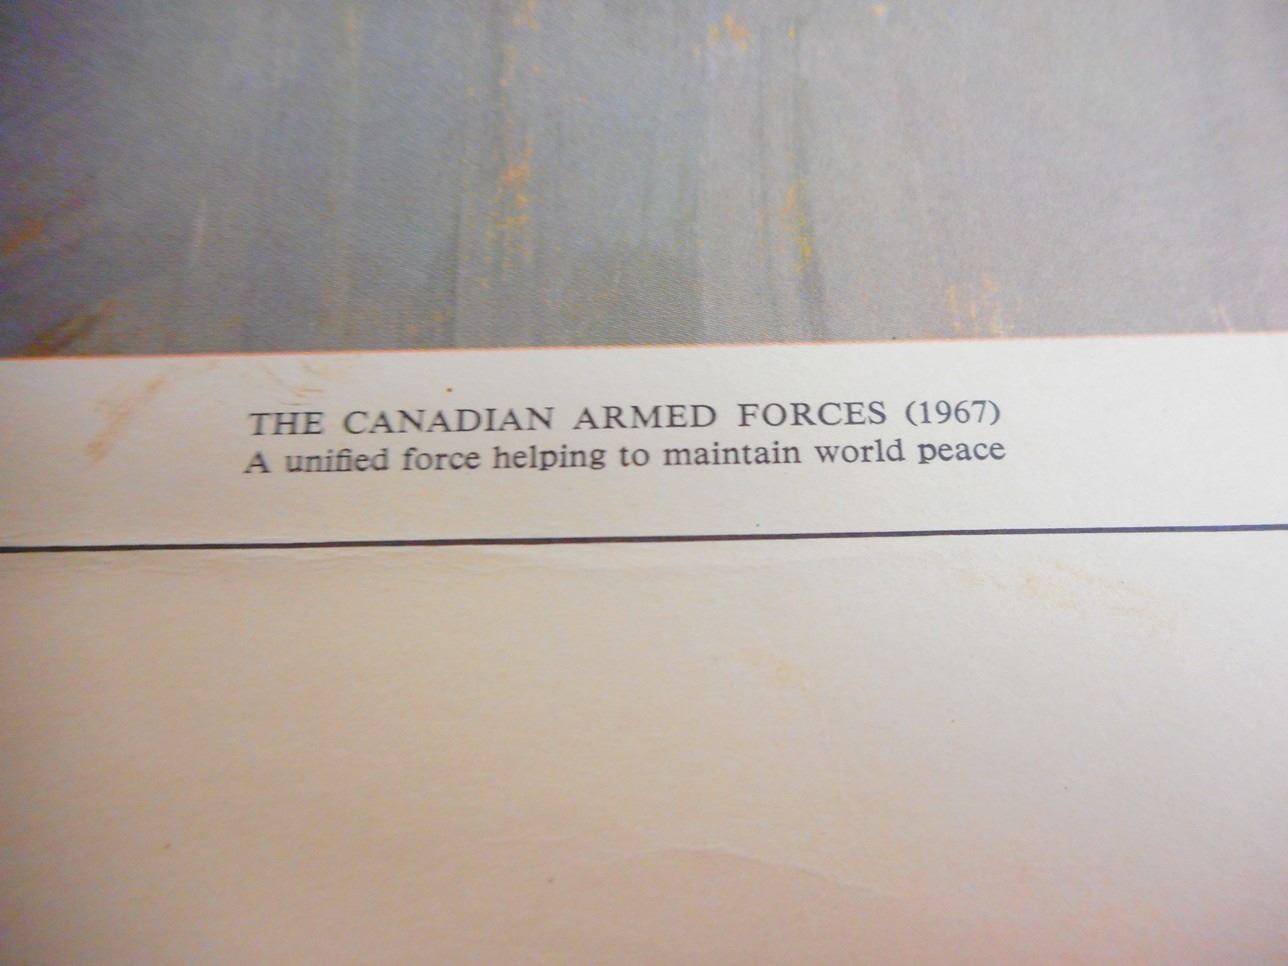 THE CANADIAN ARMED FORCES (1967)
A unified force helping to maintain world peace